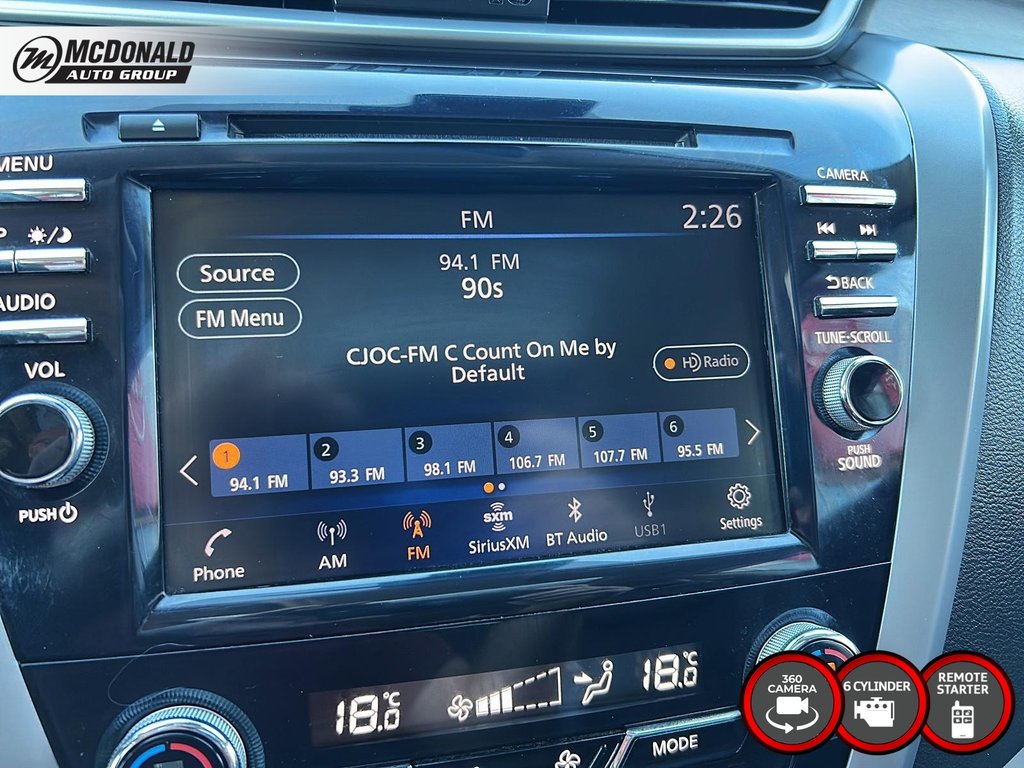 McDONALD
AUTO GROUP
MENU
AUDIO
VOL
PUSH
CAMERA
BACK
TUNE·SCROLL
PUSH
SOUND
FM
2:26
Source
94.1 FM
90s
FM Menu
CJOC-FM C Count On Me by
Default
HD Radio
1 2 3 4 5 6
94.1 FM 93.3 FM 98.1 FM 106.7 FM 107.7 FM 95.5 FM
Phone AM FM sxm SiriusXM BT Audio USB1 Settings
18.0°C 18.0°C
MODE
360
CAMERA
6 CYLINDER
REMOTE
STARTER